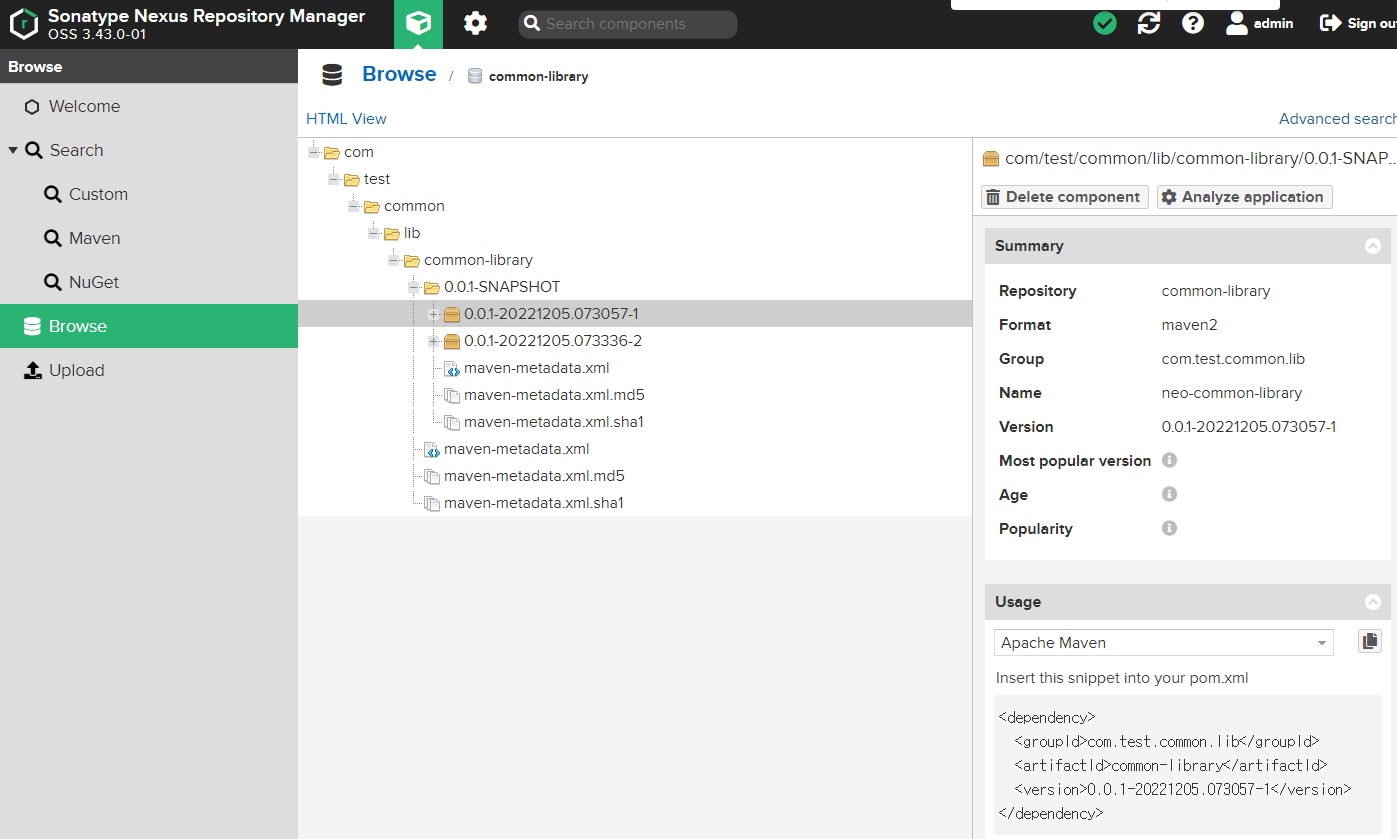 Sonatype Nexus Repository Manager
OSS 3.43.0-01
Search components
admin
Sign ou
Browse
Welcome
Search
Custom
Maven
NuGet
Browse
Upload
Browse / common-library
HTML View
Advanced search
com
test
common
lib
common-library
0.0.1-SNAPSHOT
0.0.1-20221205.073057-1
0.0.1-20221205.073336-2
maven-metadata.xml
maven-metadata.xml.md5
maven-metadata.xml.sha1
maven-metadata.xml
maven-metadata.xml.md5
maven-metadata.xml.sha1
com/test/common/lib/common-library/0.0.1-SNAP...
Delete component
Analyze application
Summary
Repository common-library
Format maven2
Group com.test.common.lib
Name neo-common-library
Version 0.0.1-20221205.073057-1
Most popular version
Age
Popularity
Usage
Apache Maven
Insert this snippet into your pom.xml
<dependency>
<groupId>com.test.common.lib</groupId>
<artifactId>common-library</artifactId>
<version>0.0.1-20221205.073057-1</version>
</dependency>